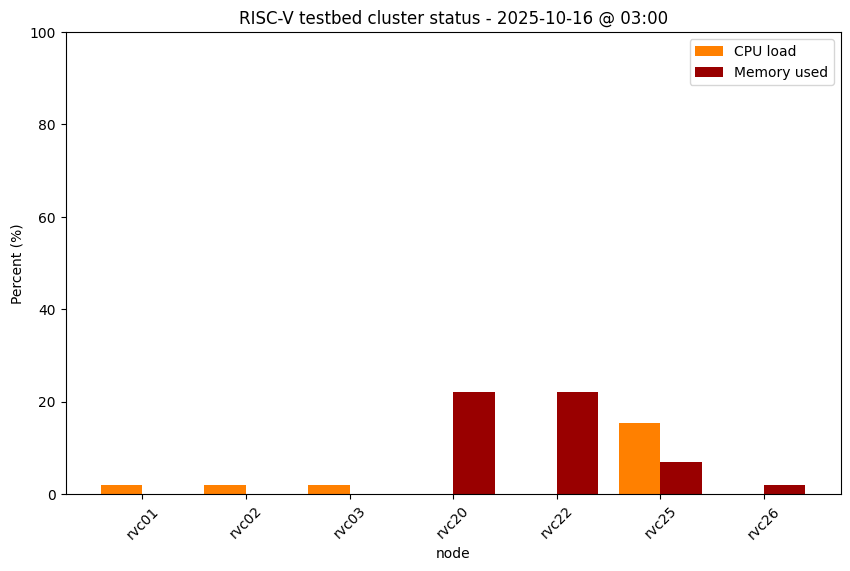 RISC-V testbed cluster status - 2025-10-16 @ 03:00
CPU load
Memory used
Percent (%)
100
80
60
40
20
0
rvc01
rvc02
rvc03
rvc20
rvc22
rvc25
rvc26
node